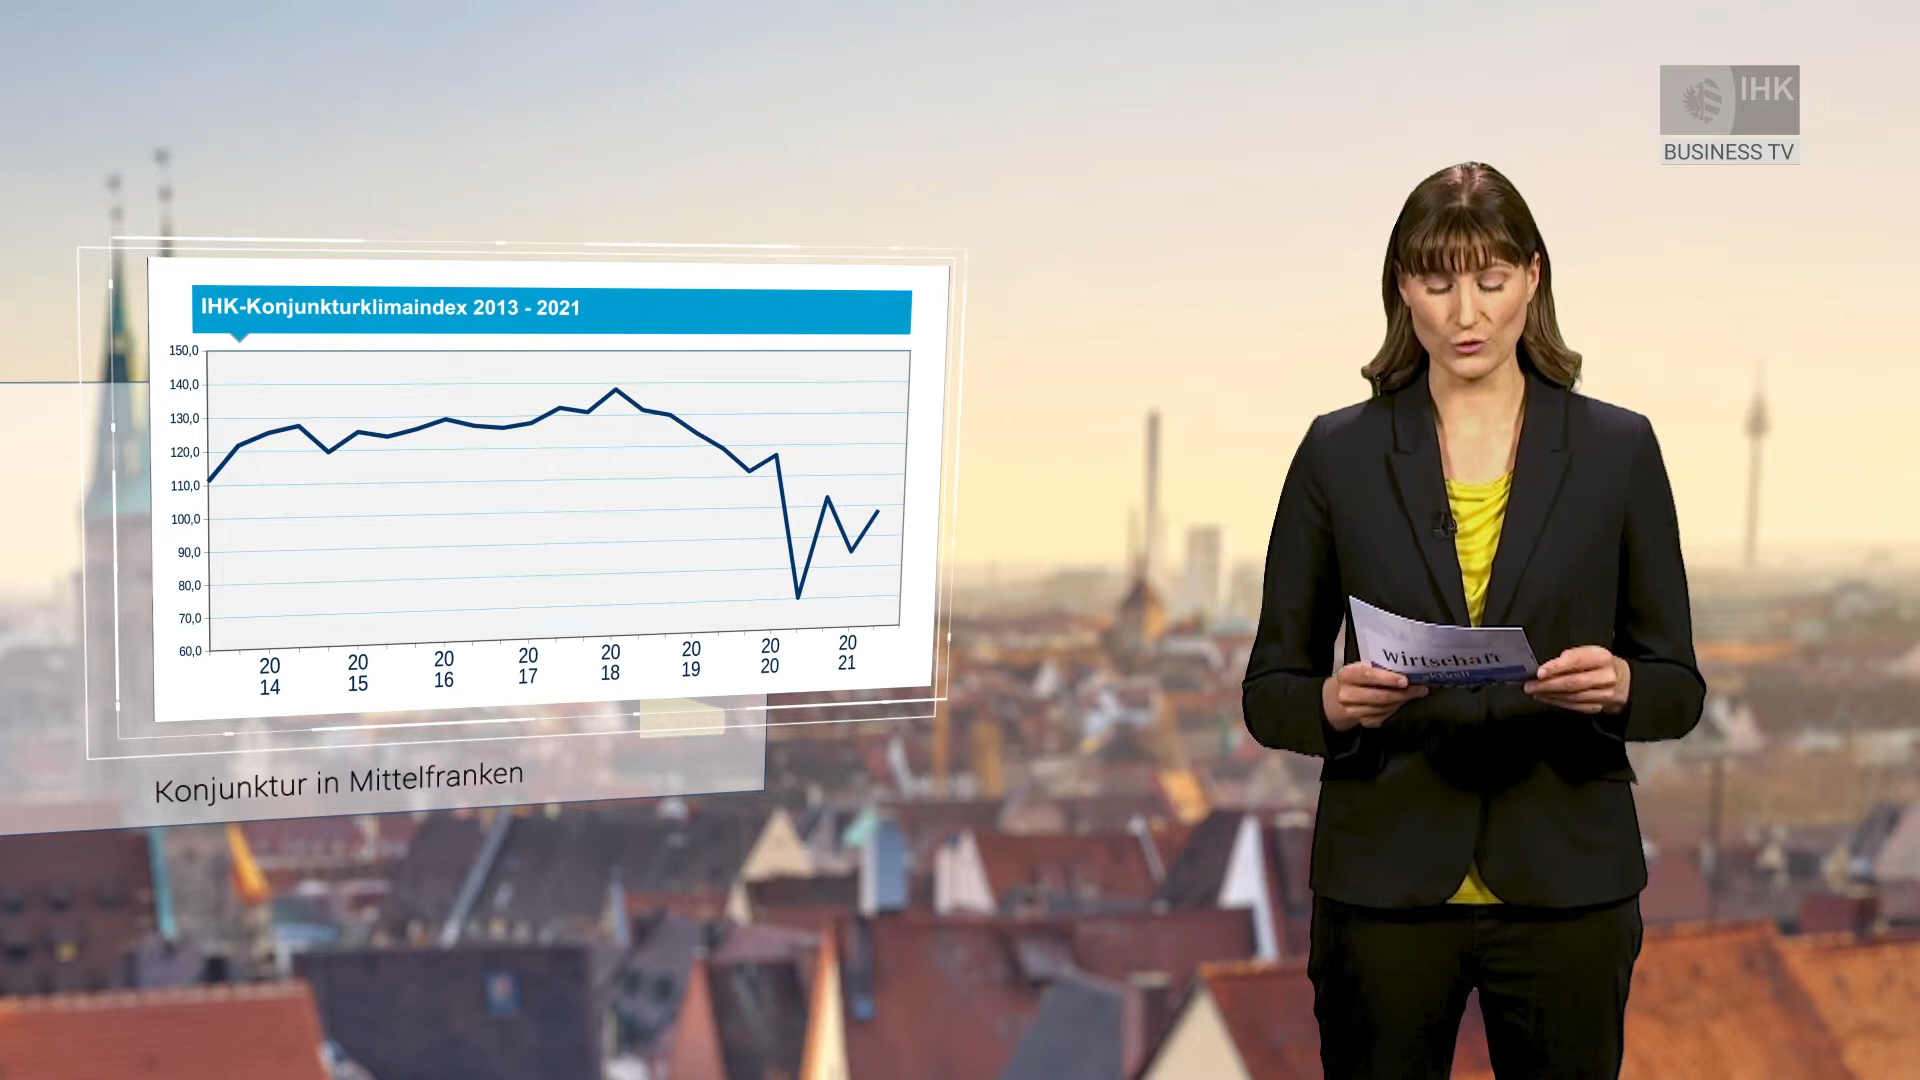 IHK
BUSINESS TV
IHK-Konjunkturklimaindex 2013 - 2021
150,0
140,0
130,0
120,0
110,0
100,0
90,0
80,0
70,0
60,0
20 20 20 20 20 20 20 20
14 15 16 17 18 19 20 21
Konjunktur in Mittelfranken
Wirtschaft
aktuell